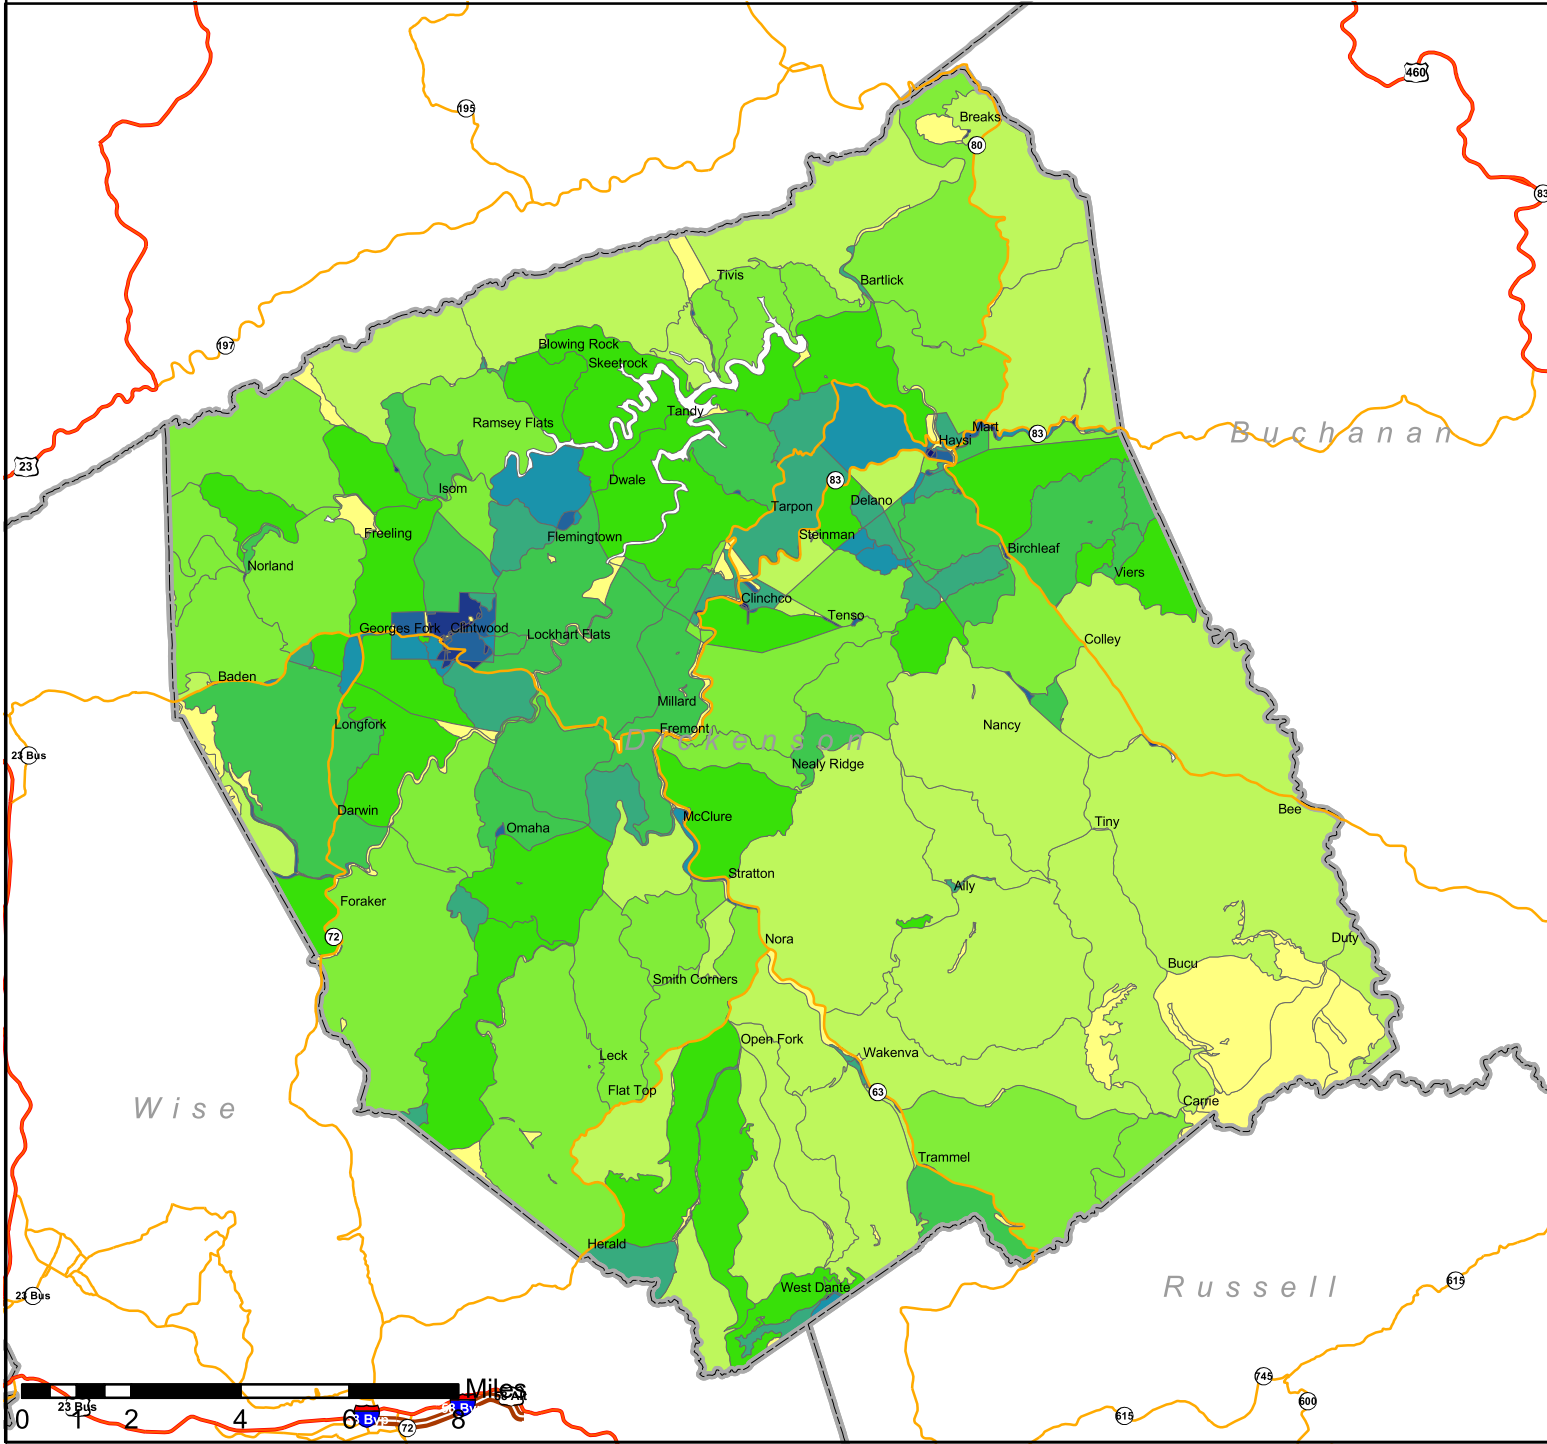 460
195
Breaks
80
83
Tivis
Bartlick
197
Blowing Rock
Skeetrock
Tandy
Ramsey Flats
Mart
Haysi
83
Buchanan
23
Isom
Dwale
83
Delano
Tarpon
Freeling
Flemingtown
Steinman
Birchleaf
Norland
Viers
Clinchco
Tenso
Georges Fork
Clintwood
Lockhart Flats
Colley
Baden
Millard
Longfork
Fremont
Nancy
Dickenson
23 Bus
Nealy Ridge
Darwin
McClure
Bee
Omaha
Tiny
Stratton
Ally
Foraker
72
Nora
Duty
Bucu
Smith Corners
Open Fork
Wakenva
Leck
Flat Top
63
Wise
Carrie
Trammel
Herald
West Dante
Russell
615
23 Bus
745
Miles
58 Alt
23 Bus
600
615
0 1 2 4 6 8
72